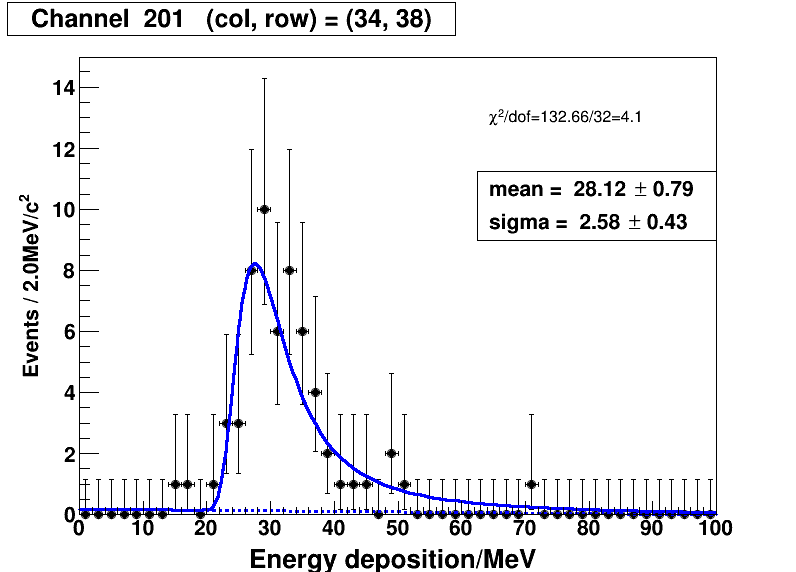 Channel 201 (col, row) = (34, 38)
14
12
10
8
6
4
2
0
Events / 2.0MeV/c²
χ²/dof=132.66/32=4.1
mean = 28.12 ± 0.79
sigma = 2.58 ± 0.43
0 10 20 30 40 50 60 70 80 90 100
Energy deposition/MeV